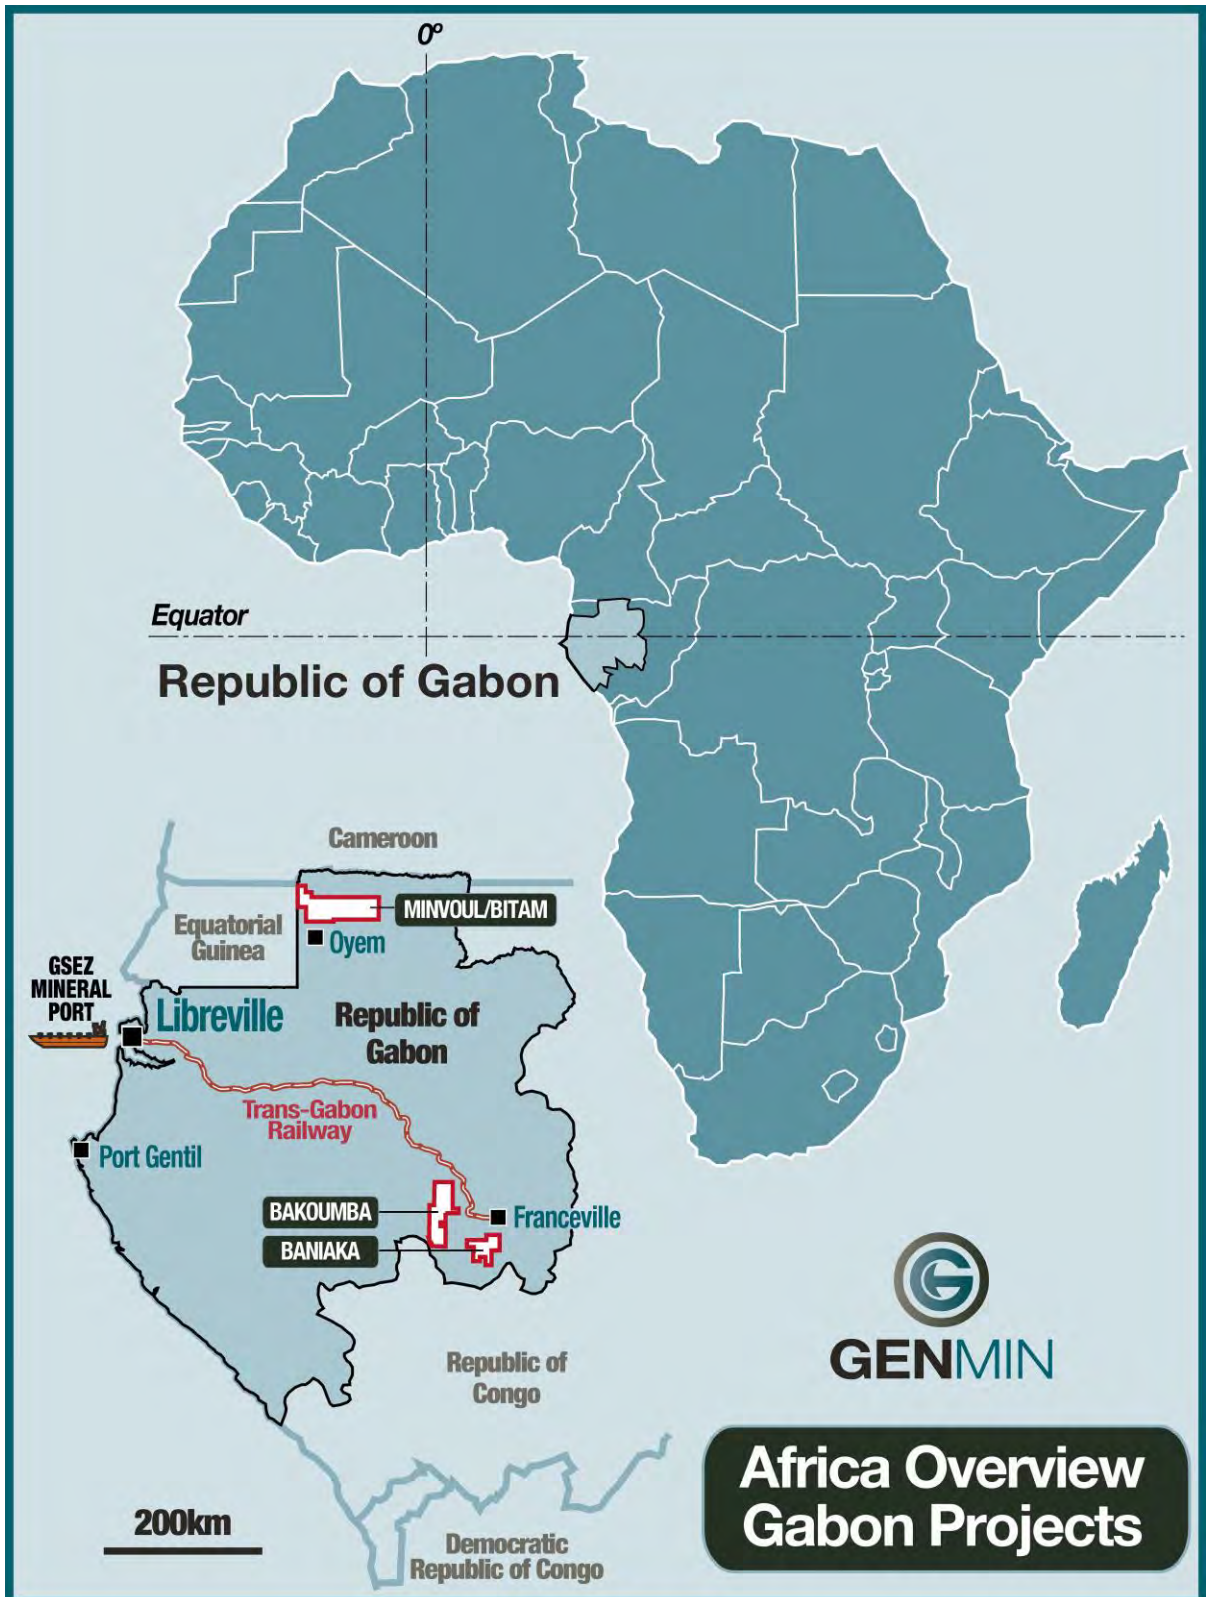 0º
Equator
Republic of Gabon
Cameroon
MINVOUL/BITAM
Equatorial
Guinea
Oyem
GSEZ
MINERAL
PORT
Libreville
Republic of
Gabon
Trans-Gabon
Railway
Port Gentil
BAKOUMBA
Franceville
BANIAKA
Republic of
Congo
GENMIN
Africa Overview
Gabon Projects
200km
Democratic
Republic of Congo